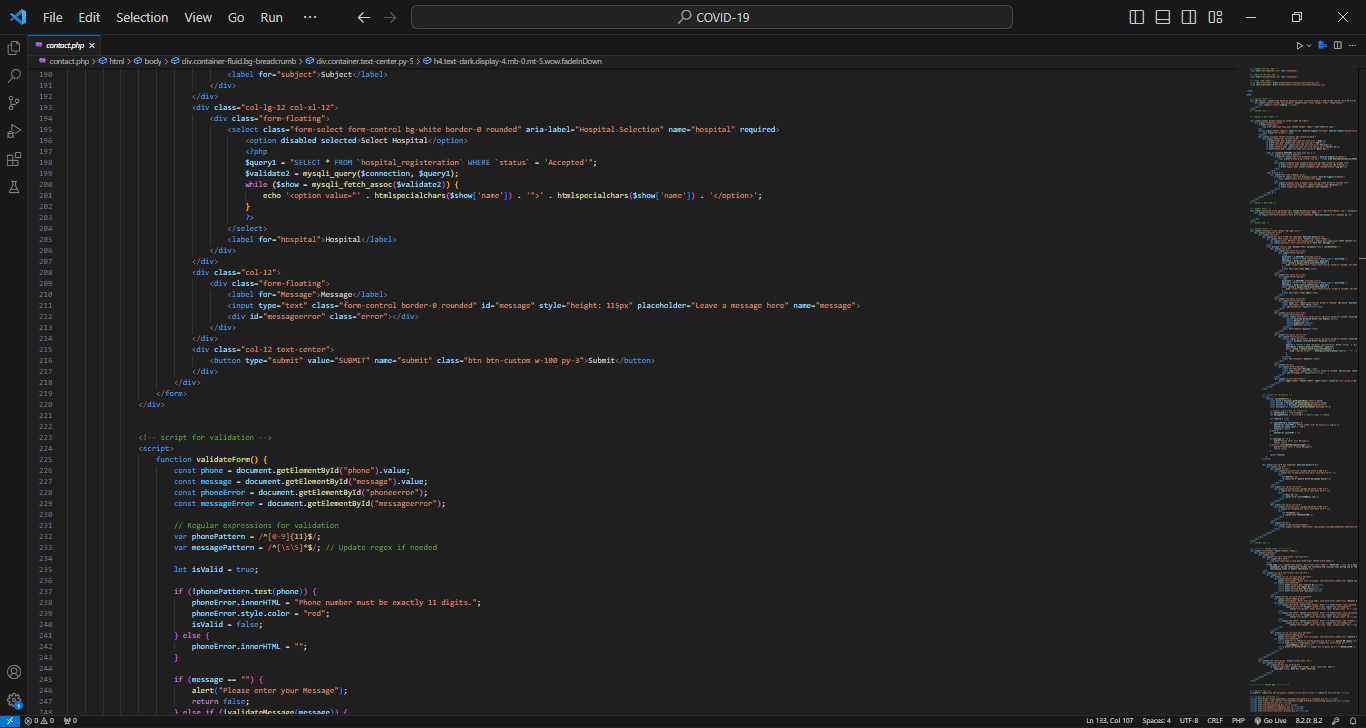 File Edit Selection View Go Run ··· COVID-19
contact.php
contact.php > html > body > div.container-fluid.bg-breadcrumb > div.container.text-center.py-5 > h4.text-dark.display-4.mb-0.mt-5.wow.fadeInDown
190 <label for="subject">Subject</label>
191 </div>
192 </div>
193 <div class="col-lg-12 col-xl-12">
194 <div class="form-floating">
195 <select class="form-select form-control bg-white border-0 rounded" aria-label="Hospital Selection" name="hospital" required>
196 <option disabled selected>Select Hospital</option>
197 <?php
198 $query1 = "SELECT * FROM `hospital_registeration` WHERE `status` = 'Accepted'";
199 $validate2 = mysqli_query($connection, $query1);
200 while ($show = mysqli_fetch_assoc($validate2)) {
201 echo '<option value="' . htmlspecialchars($show['name']) . '">' . htmlspecialchars($show['name']) . '</option>';
202 }
203 ?>
204 </select>
205 <label for="hospital">Hospital</label>
206 </div>
207 </div>
208 <div class="col-12">
209 <div class="form-floating">
210 <label for="Message">Message</label>
211 <input type="text" class="form-control border-0 rounded" id="message" style="height: 115px" placeholder="Leave a message here" name="message">
212 <div id="messageerror" class="error"></div>
213 </div>
214 </div>
215 <div class="col-12 text-center">
216 <button type="submit" value="SUBMIT" name="submit" class="btn btn-custom w-100 py-3">Submit</button>
217 </div>
218 </div>
219 </form>
220 </div>
221
222
223 <!-- script for validation -->
224 <script>
225 function validateForm() {
226 const phone = document.getElementById("phone").value;
227 const message = document.getElementById("message").value;
228 const phoneError = document.getElementById("phoneerror");
229 const messageError = document.getElementById("messageerror");
230
231 // Regular expressions for validation
232 var phonePattern = /^[0-9]{11}$/;
233 var messagePattern = /^[\s\S]*$/; // Update regex if needed
234
235 let isValid = true;
236
237 if (!phonePattern.test(phone)) {
238 phoneError.innerHTML = "Phone number must be exactly 11 digits.";
239 phoneError.style.color = "red";
240 isValid = false;
241 } else {
242 phoneError.innerHTML = "";
243 }
244
245 if (message == "") {
246 alert("Please enter your Message");
247 return false;
248 } else if (!validateMessage(message)) {
0 0 0 Ln 133, Col 107 Spaces: 4 UTF-8 CRLF PHP Go Live 8.2.0: 8.2